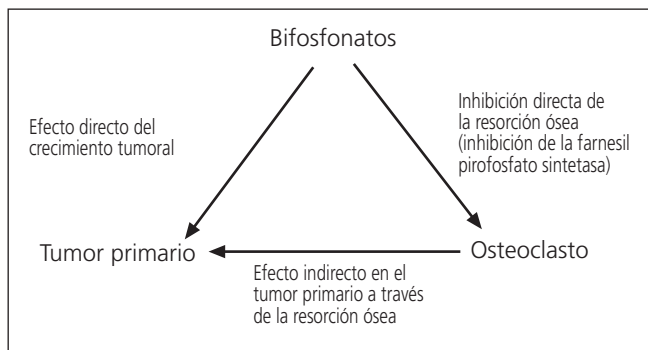 Bifosfonatos
Efecto directo del
crecimiento tumoral
Inhibición directa de
la resorción ósea
(inhibición de la farnesil
pirofosfato sintetasa)
Tumor primario
Osteoclasto
Efecto indirecto en el
tumor primario a través
de la resorción ósea